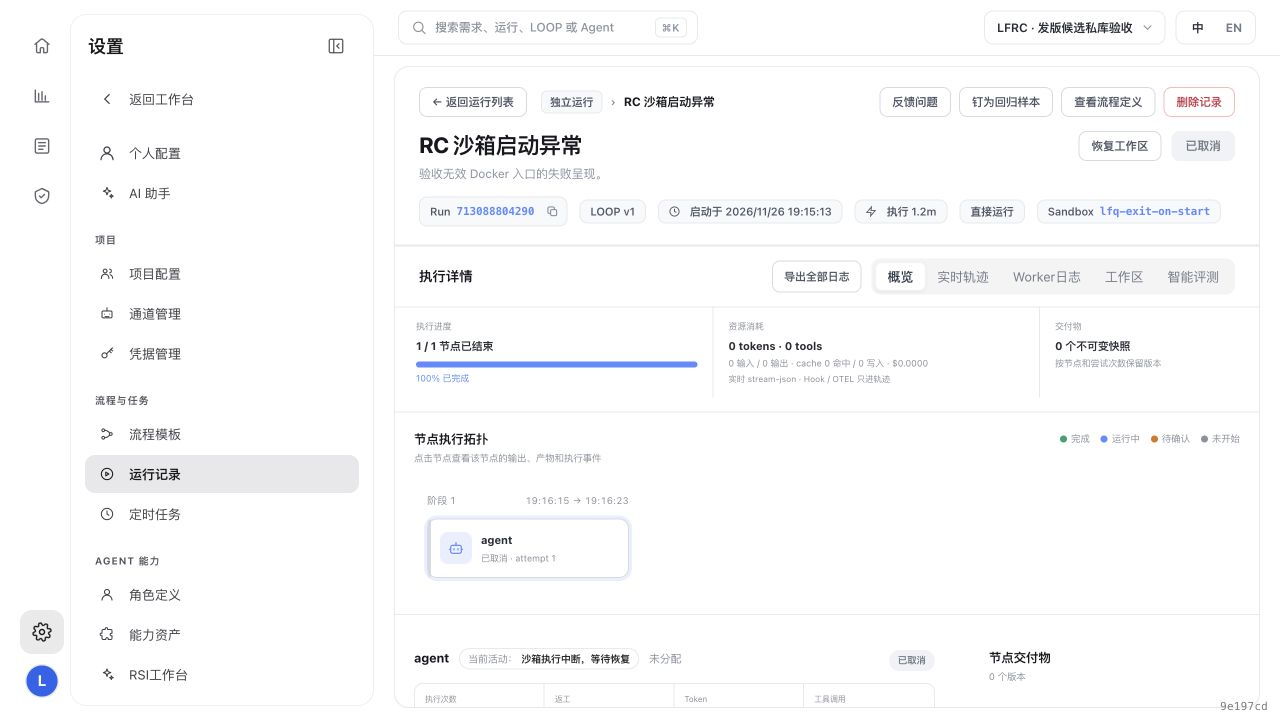 设置
返回工作台
个人配置
AI 助手
项目
项目配置
通道管理
凭据管理
流程与任务
流程模板
运行记录
定时任务
AGENT 能力
角色定义
能力资产
RSI工作台
L
搜索需求、运行、LOOP 或 Agent ⌘K
LFRC · 发版候选私库验收
中 EN
← 返回运行列表 独立运行 › RC 沙箱启动异常
反馈问题 钉为回归样本 查看流程定义 删除记录
RC 沙箱启动异常
恢复工作区 已取消
验收无效 Docker 入口的失败呈现。
Run 713088804290 LOOP v1 启动于 2026/11/26 19:15:13 执行 1.2m 直接运行 Sandbox lfq-exit-on-start
执行详情
导出全部日志 概览 实时轨迹 Worker日志 工作区 智能评测
执行进度
1 / 1 节点已结束
100% 已完成
资源消耗
0 tokens · 0 tools
0 输入 / 0 输出 · cache 0 命中 / 0 写入 · $0.0000
实时 stream-json · Hook / OTEL 只进轨迹
交付物
0 个不可变快照
按节点和尝试次数保留版本
节点执行拓扑
点击节点查看该节点的输出、产物和执行事件
完成 运行中 待确认 未开始
阶段 1 19:16:15 → 19:16:23
agent
已取消 · attempt 1
agent 当前活动: 沙箱执行中断，等待恢复 未分配 已取消
执行次数 返工 Token 工具调用
节点交付物
0 个版本
9e197cd